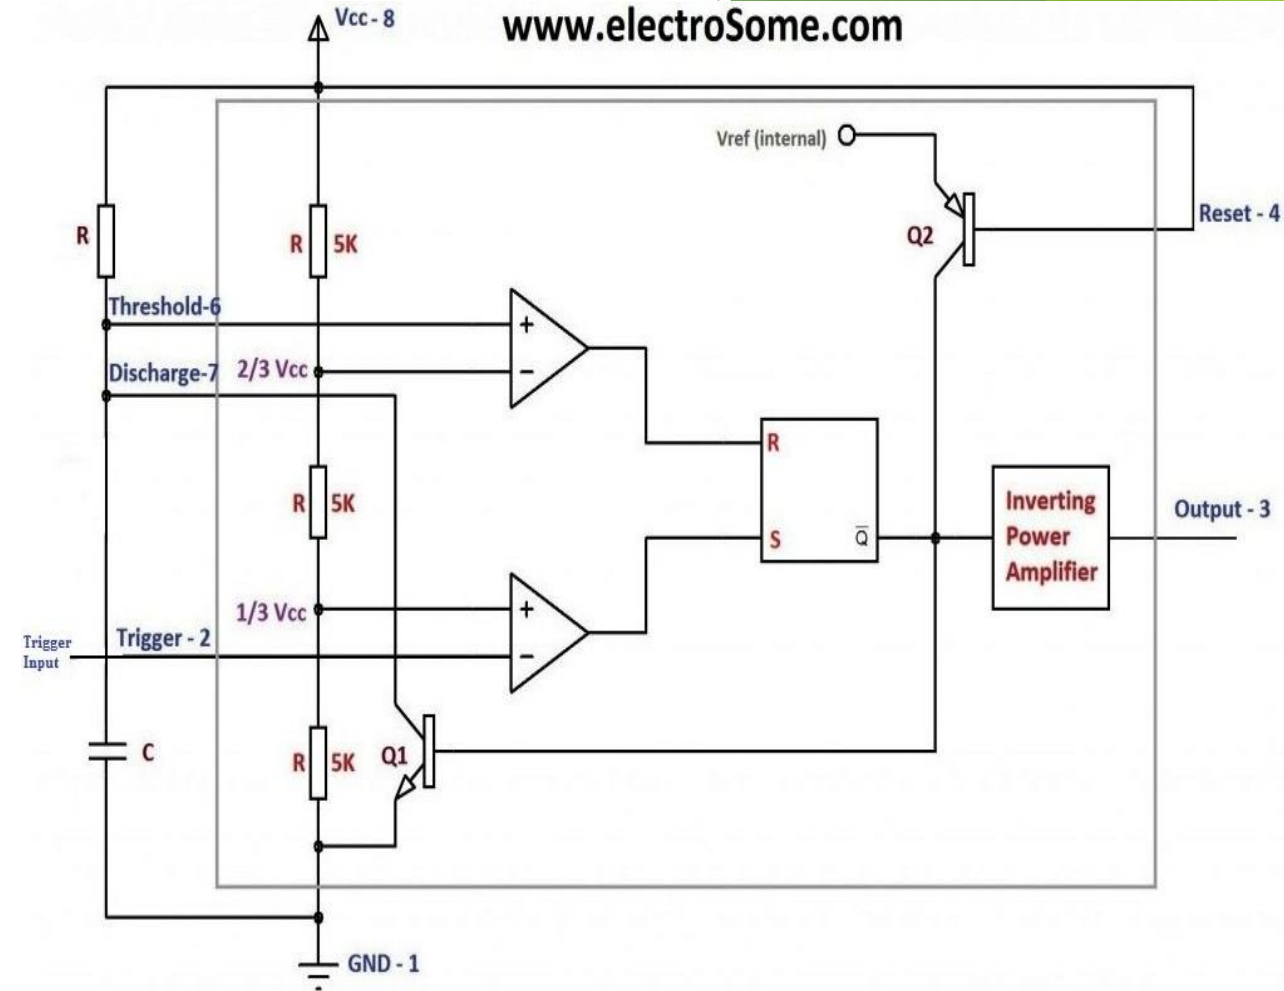 Vcc - 8
www.electroSome.com
Vref (internal)
Reset - 4
R
R 5K
Q2
Threshold-6
+
Discharge-7
2/3 Vcc
−
R
R 5K
Inverting
Power
Amplifier
Output - 3
S
Q̅
1/3 Vcc
+
Trigger
Input
Trigger - 2
−
C
R 5K
Q1
GND - 1